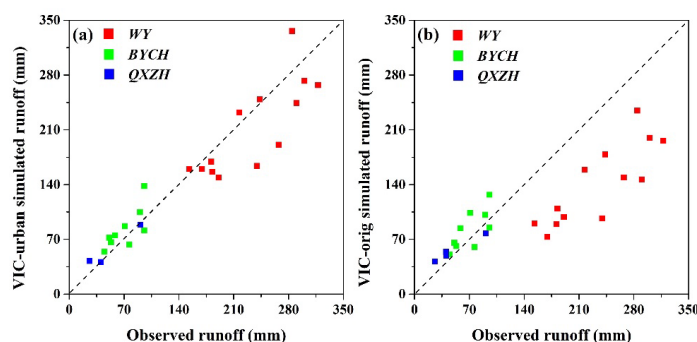 (a)
WY
BYCH
QXZH
350
280
210
140
70
0
VIC-urban simulated runoff (mm)
0 70 140 210 280 350
Observed runoff (mm)
(b)
WY
BYCH
QXZH
350
280
210
140
70
0
VIC-orig simulated runoff (mm)
0 70 140 210 280 350
Observed runoff (mm)